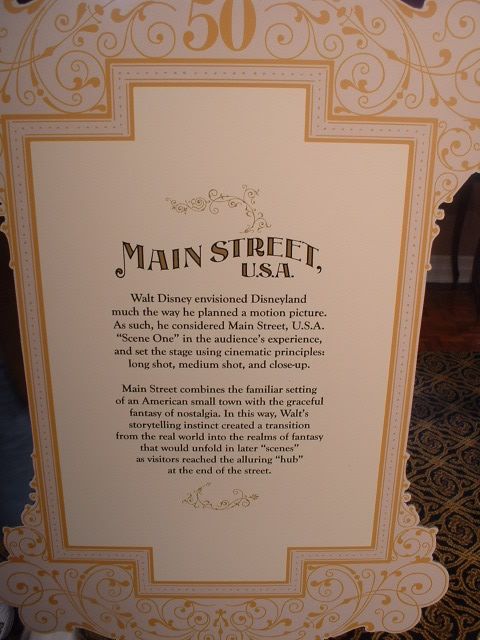 50
MAIN STREET,
U.S.A.
Walt Disney envisioned Disneyland
much the way he planned a motion picture.
As such, he considered Main Street, U.S.A.
“Scene One” in the audience's experience,
and set the stage using cinematic principles:
long shot, medium shot, and close-up.
Main Street combines the familiar setting
of an American small town with the graceful
fantasy of nostalgia. In this way, Walt's
storytelling instinct created a transition
from the real world into the realms of fantasy
that would unfold in later “scenes”
as visitors reached the alluring “hub”
at the end of the street.